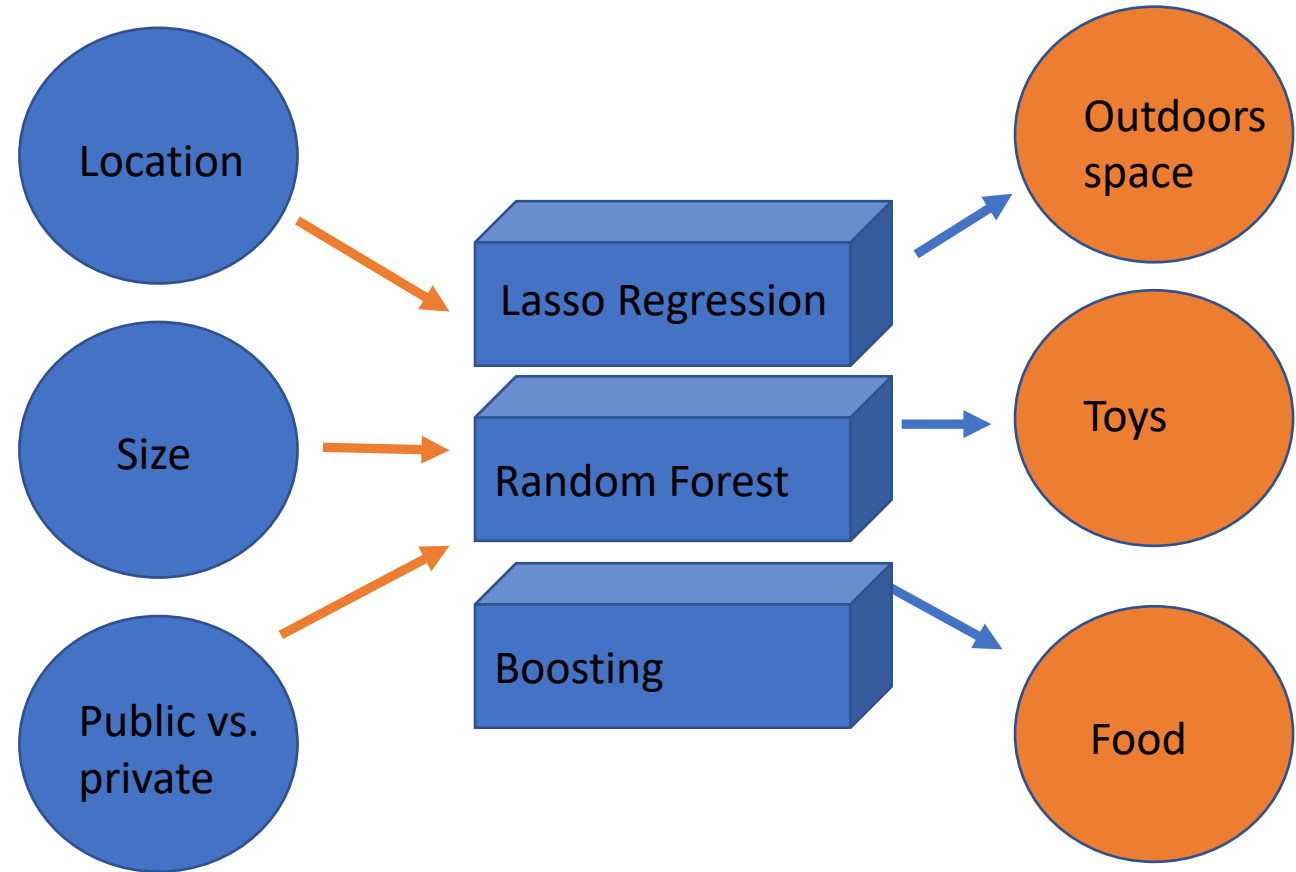 Location
Size
Public vs.
private
Lasso Regression
Random Forest
Boosting
Outdoors
space
Toys
Food